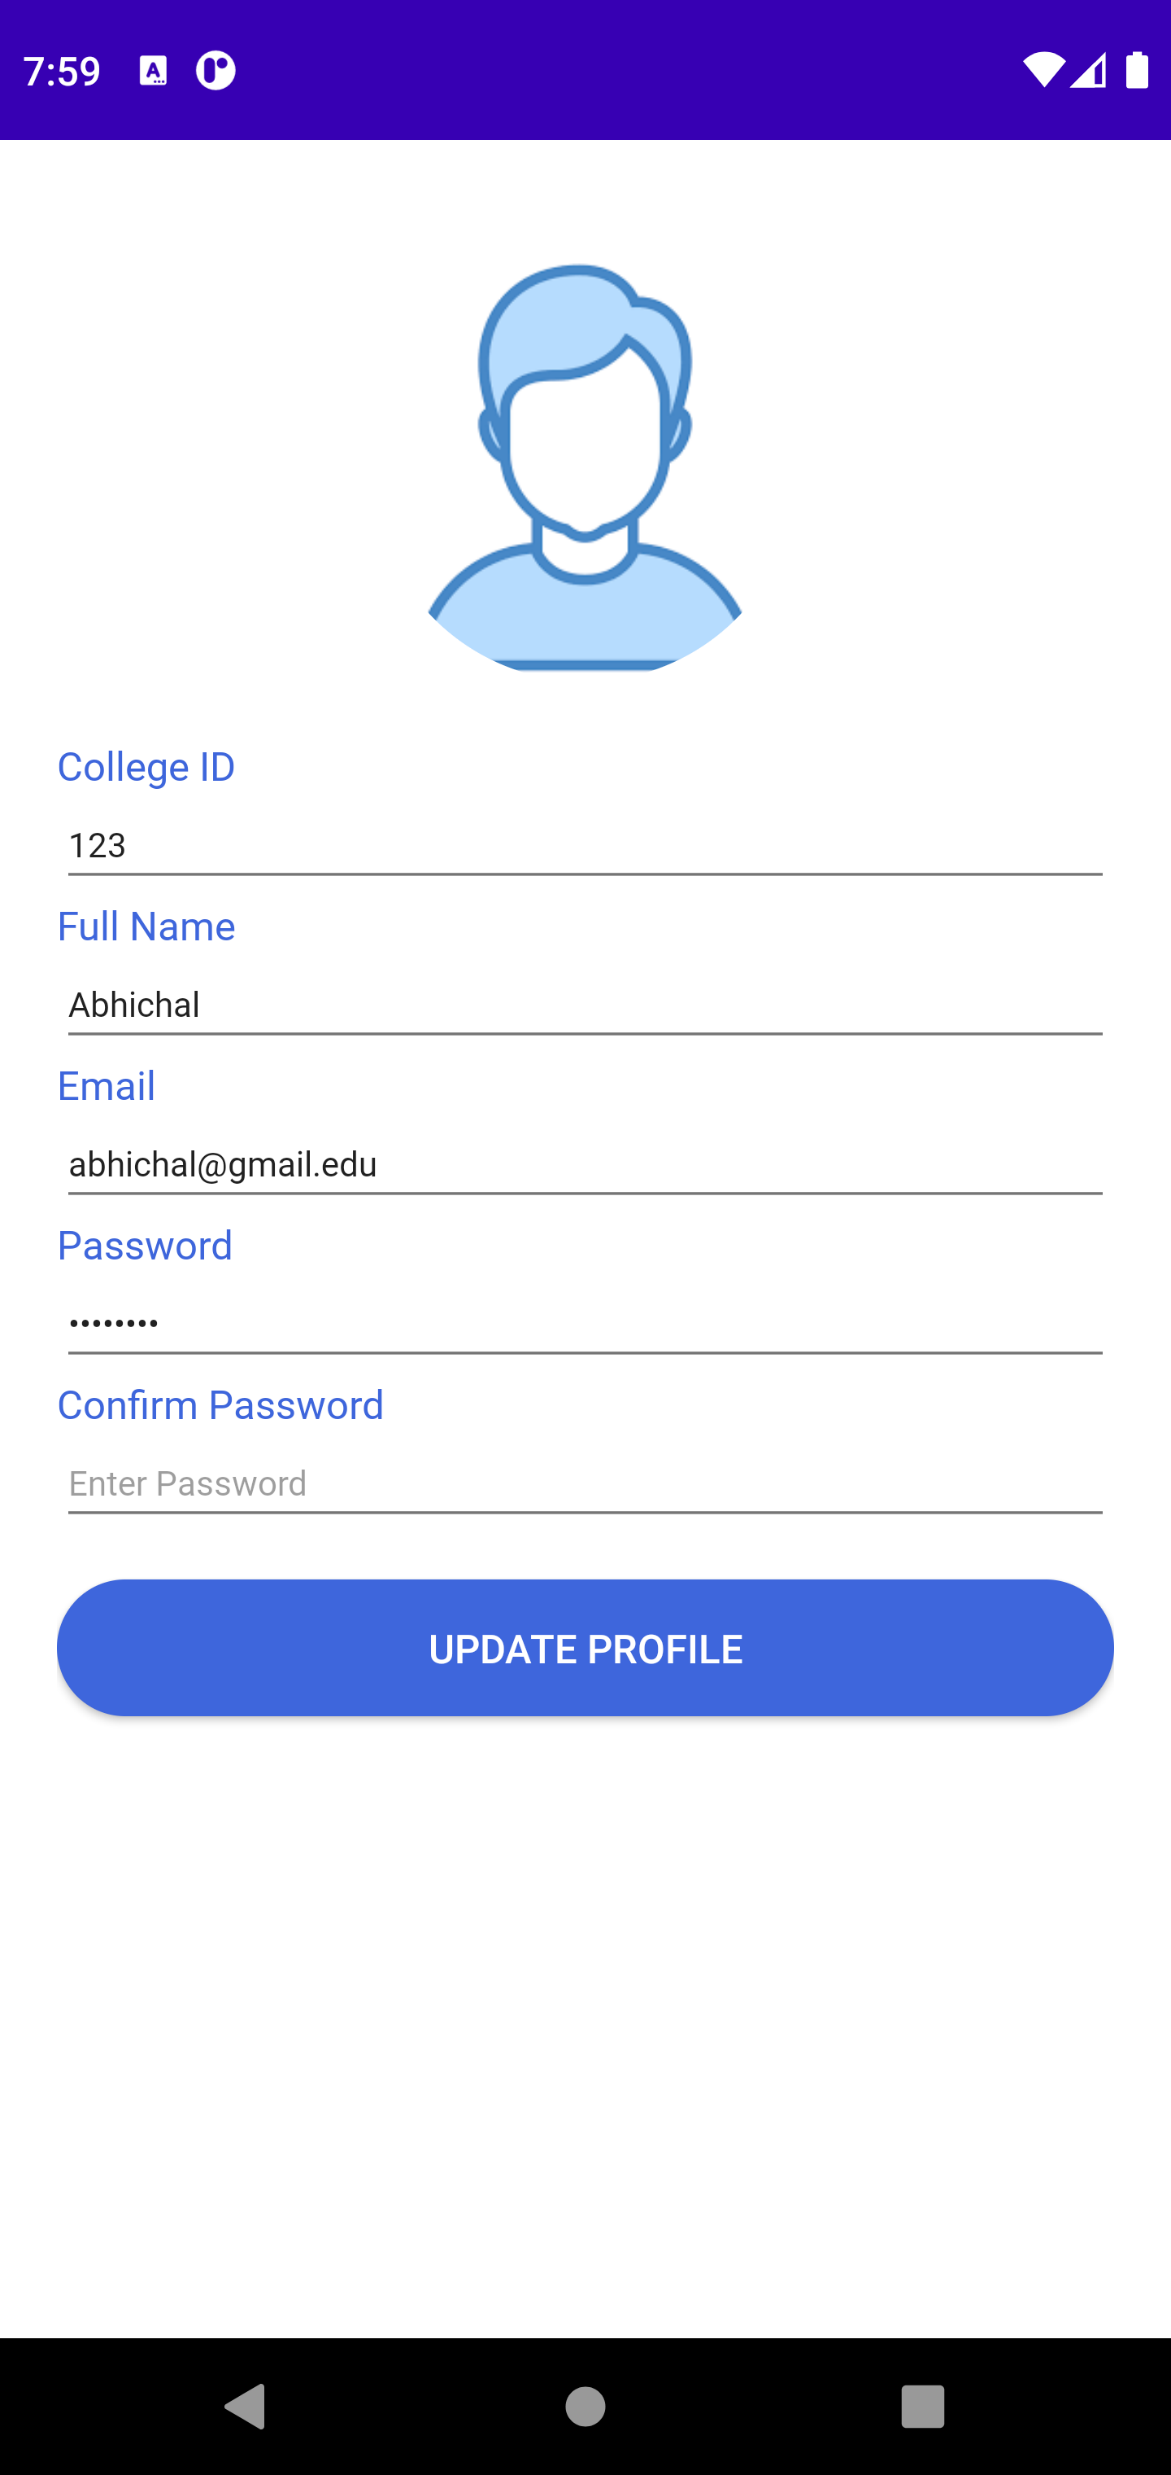 7:59
College ID
123
Full Name
Abhichal
Email
abhichal@gmail.edu
Password
••••••••
Confirm Password
Enter Password
UPDATE PROFILE